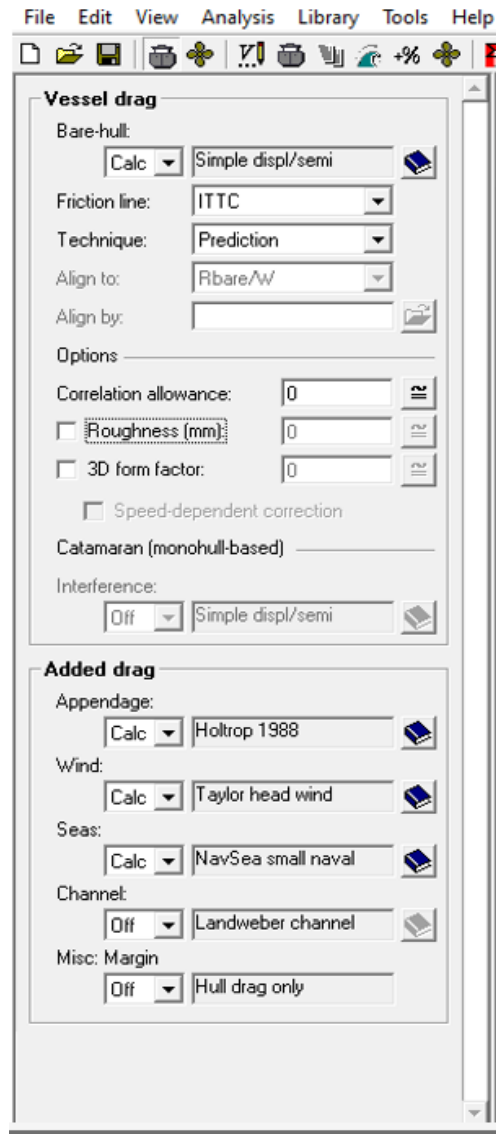 File Edit View Analysis Library Tools Help
+%
Vessel drag
Bare-hull:
Calc Simple displ/semi
Friction line: ITTC
Technique: Prediction
Align to: Rbare/W
Align by:
Options
Correlation allowance: 0
Roughness (mm): 0
3D form factor: 0
Speed-dependent correction
Catamaran (monohull-based)
Interference:
Off Simple displ/semi
Added drag
Appendage:
Calc Holtrop 1988
Wind:
Calc Taylor head wind
Seas:
Calc NavSea small naval
Channel:
Off Landweber channel
Misc: Margin
Off Hull drag only